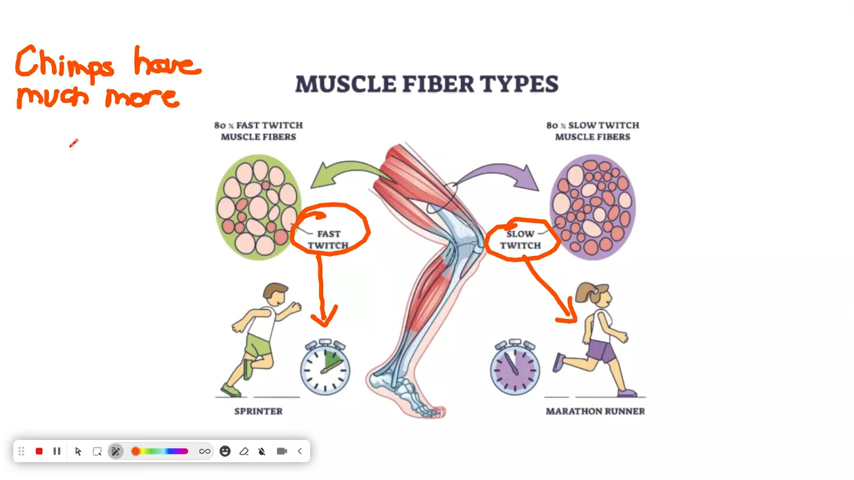 Chimps have
much more
MUSCLE FIBER TYPES
80 % FAST TWITCH
MUSCLE FIBERS
80 % SLOW TWITCH
MUSCLE FIBERS
FAST
TWITCH
SLOW
TWITCH
SPRINTER
MARATHON RUNNER